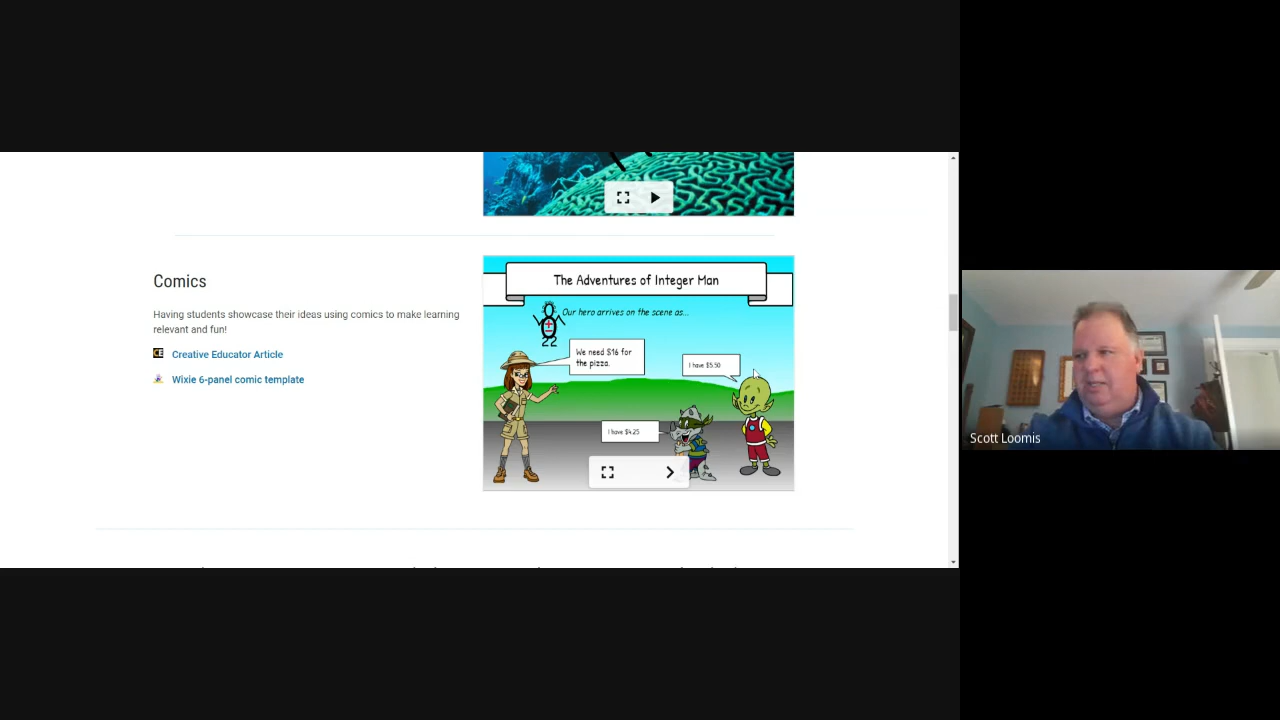 The Adventures of Integer Man
Comics
Our hero arrives on the scene as...
Having students showcase their ideas using comics to make learning
relevant and fun!
22
We need $16 for
the pizza.
I have $5.50
CE
Creative Educator Article
Wixie 6-panel comic template
I have $4.25
Scott Loomis